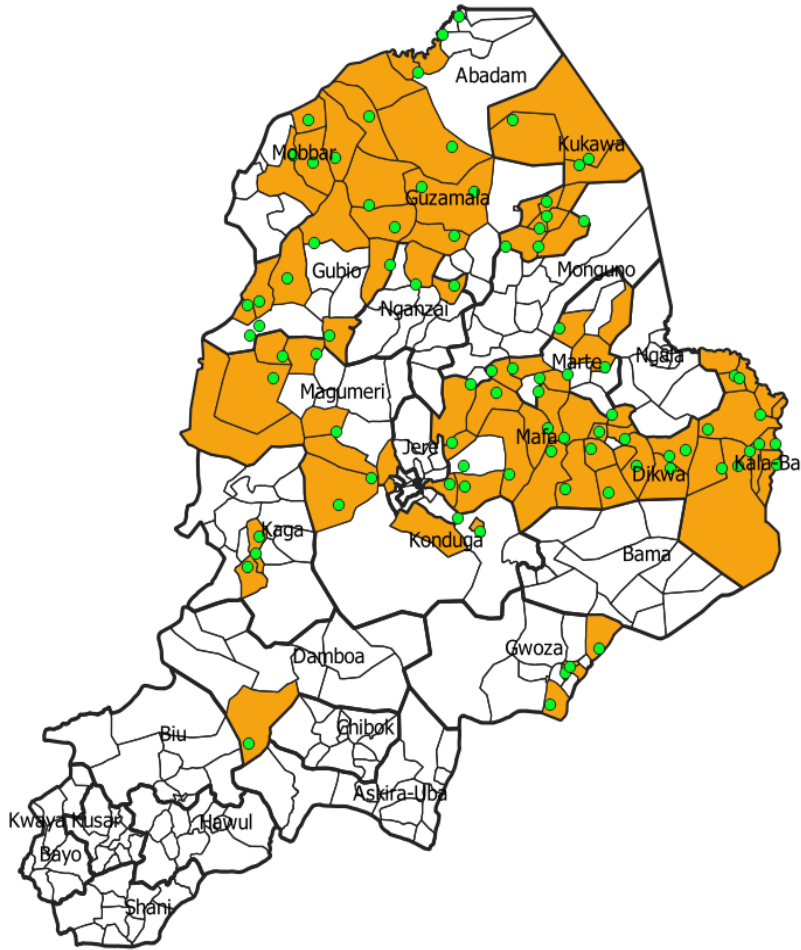 Abadam
Kukawa
Mobbar
Guzamala
Gubio
Monguno
Nganzai
Marte
Ngala
Magumeri
Jere
Mafa
Dikwa
Kala-Ba
Kaga
Konduga
Bama
Gwoza
Damboa
Biu
Chibok
Askira-Uba
Kwaya Kusar
Hawul
Bayo
Shani